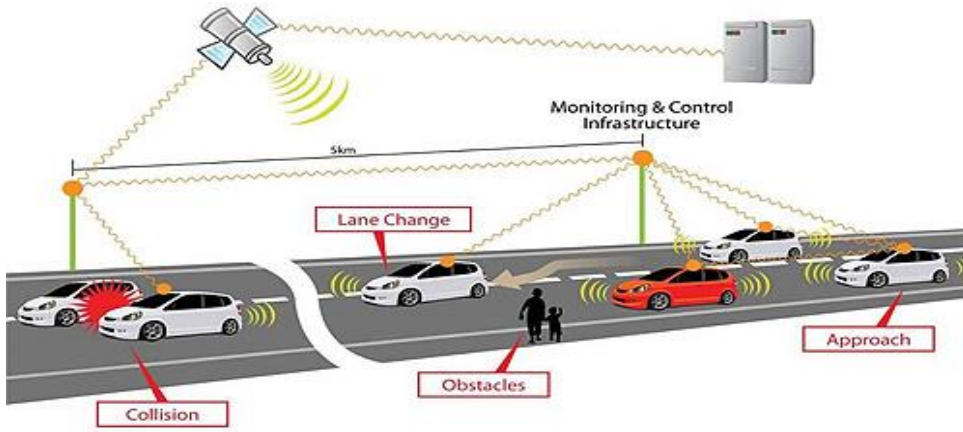 Monitoring & Control
Infrastructure
5km
Lane Change
Approach
Obstacles
Collision